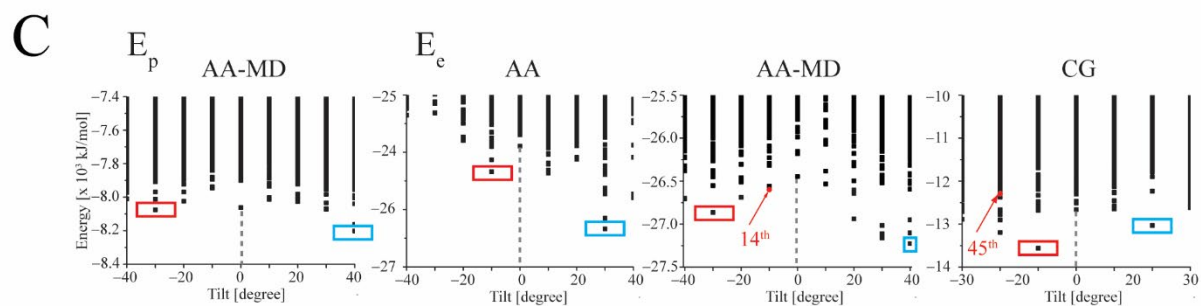 C
Ep Ee
AA-MD AA AA-MD CG
Energy [x 10³ kJ/mol]
−7.4
−7.6
−7.8
−8.0
−8.2
−8.4
−40 −20 0 20 40
Tilt [degree]
−25
−24
−26
−27
−40 −20 0 20 40
Tilt [degree]
−25.5
−26.0
−26.5
−27.0
−27.5
14th
−40 −20 0 20 40
Tilt [degree]
−10
−11
−12
−13
−14
45th
−30 −20 −10 0 10 20 30
Tilt [degree]